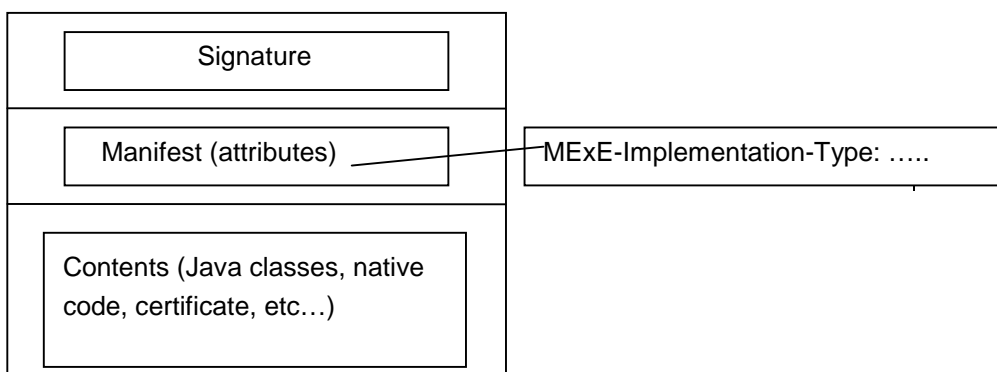 Signature
Manifest (attributes)
MExE-Implementation-Type: …..
Contents (Java classes, native
code, certificate, etc…)